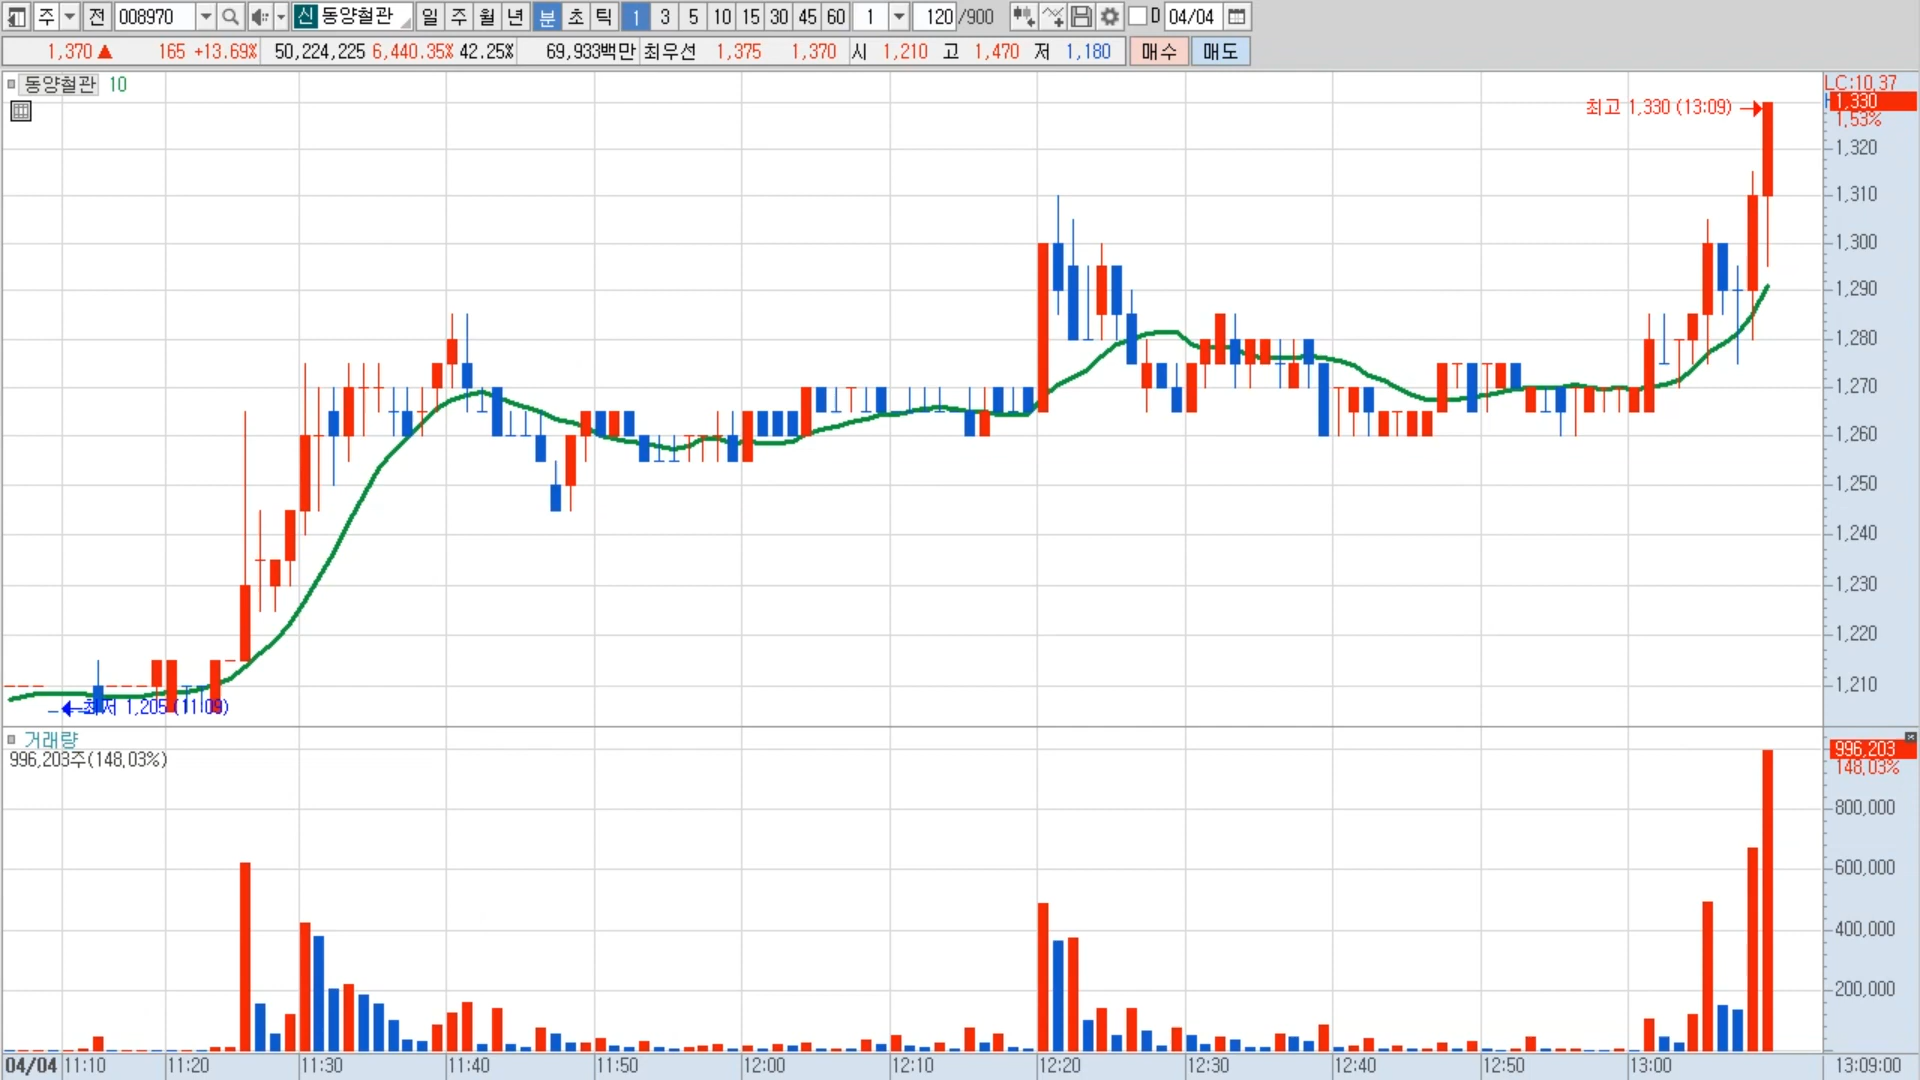 주 전 008970 신 동양철관 일 주 월 년 분 초 틱 1 3 5 10 15 30 45 60 1 120 /900 D 04/04
1,370 ▲ 165 +13.69% 50,224,225 6,440.35% 42.25% 69,933백만 최우선 1,375 1,370 시 1,210 고 1,470 저 1,180 매수 매도
동양철관 10
LC:10.37
최고 1,330 (13:09)
1,330
1.53%
1,320
1,310
1,300
1,290
1,280
1,270
1,260
1,250
1,240
1,230
1,220
1,210
최저 1,205 (11:09)
거래량
996,203주(148.03%)
996,203
148.03%
800,000
600,000
400,000
200,000
04/04 11:10 11:20 11:30 11:40 11:50 12:00 12:10 12:20 12:30 12:40 12:50 13:00 13:09:00